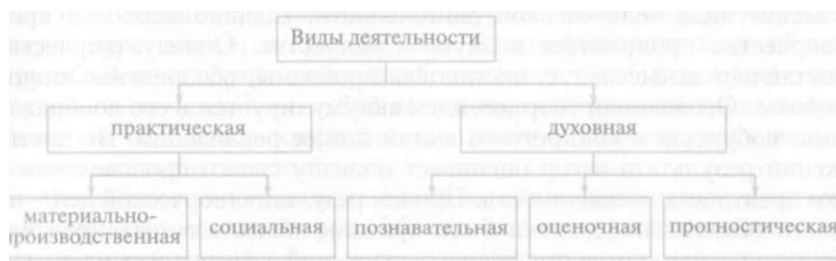 Виды деятельности
практическая
духовная
материально-
производственная
социальная
познавательная
оценочная
прогностическая